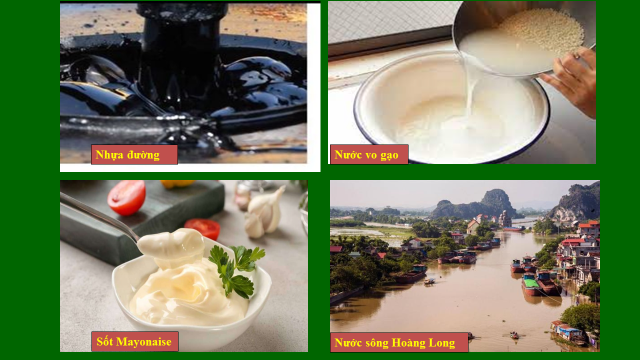 Nhựa đường
Nước vo gạo
Sốt Mayonaise
Nước sông Hoàng Long